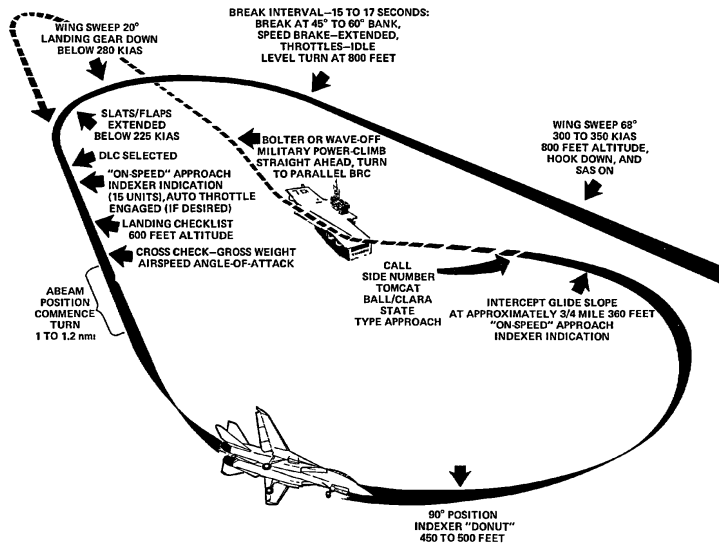 BREAK INTERVAL–15 TO 17 SECONDS:
BREAK AT 45° TO 60° BANK,
SPEED BRAKE–EXTENDED,
THROTTLES–IDLE
LEVEL TURN AT 800 FEET
WING SWEEP 20°
LANDING GEAR DOWN
BELOW 280 KIAS
SLATS/FLAPS
EXTENDED
BELOW 225 KIAS
DLC SELECTED
"ON-SPEED" APPROACH
INDEXER INDICATION
(15 UNITS),AUTO THROTTLE
ENGAGED (IF DESIRED)
LANDING CHECKLIST
600 FEET ALTITUDE
CROSS CHECK–GROSS WEIGHT
AIRSPEED ANGLE-OF-ATTACK
ABEAM
POSITION
COMMENCE
TURN
1 TO 1.2 nmi
BOLTER OR WAVE-OFF
MILITARY POWER-CLIMB
STRAIGHT AHEAD, TURN
TO PARALLEL BRC
WING SWEEP 68°
300 TO 350 KIAS
800 FEET ALTITUDE,
HOOK DOWN, AND
SAS ON
CALL
SIDE NUMBER
TOMCAT
BALL/CLARA
STATE
TYPE APPROACH
INTERCEPT GLIDE SLOPE
AT APPROXIMATELY 3/4 MILE 360 FEET
"ON-SPEED" APPROACH
INDEXER INDICATION
90° POSITION
INDEXER "DONUT"
450 TO 500 FEET